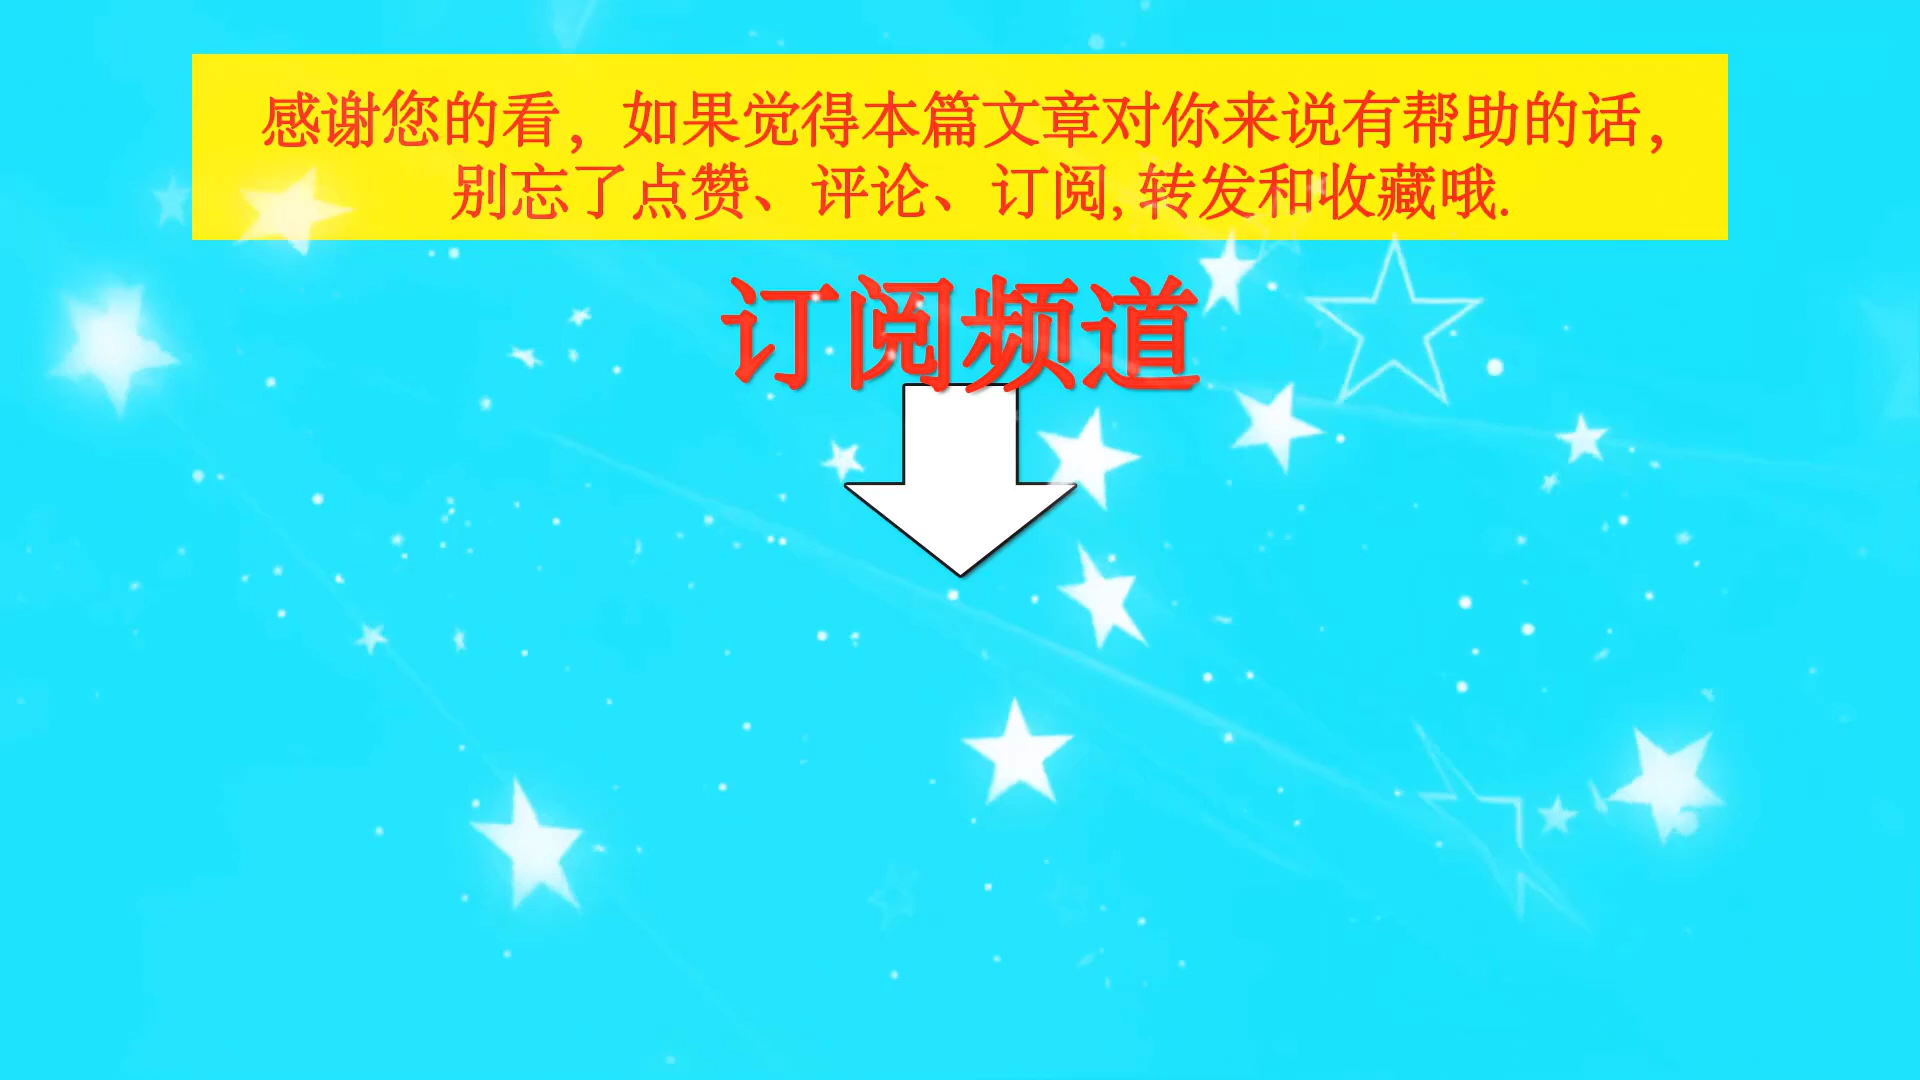 感谢您的看，如果觉得本篇文章对你来说有帮助的话，
别忘了点赞、评论、订阅,转发和收藏哦.
订阅频道